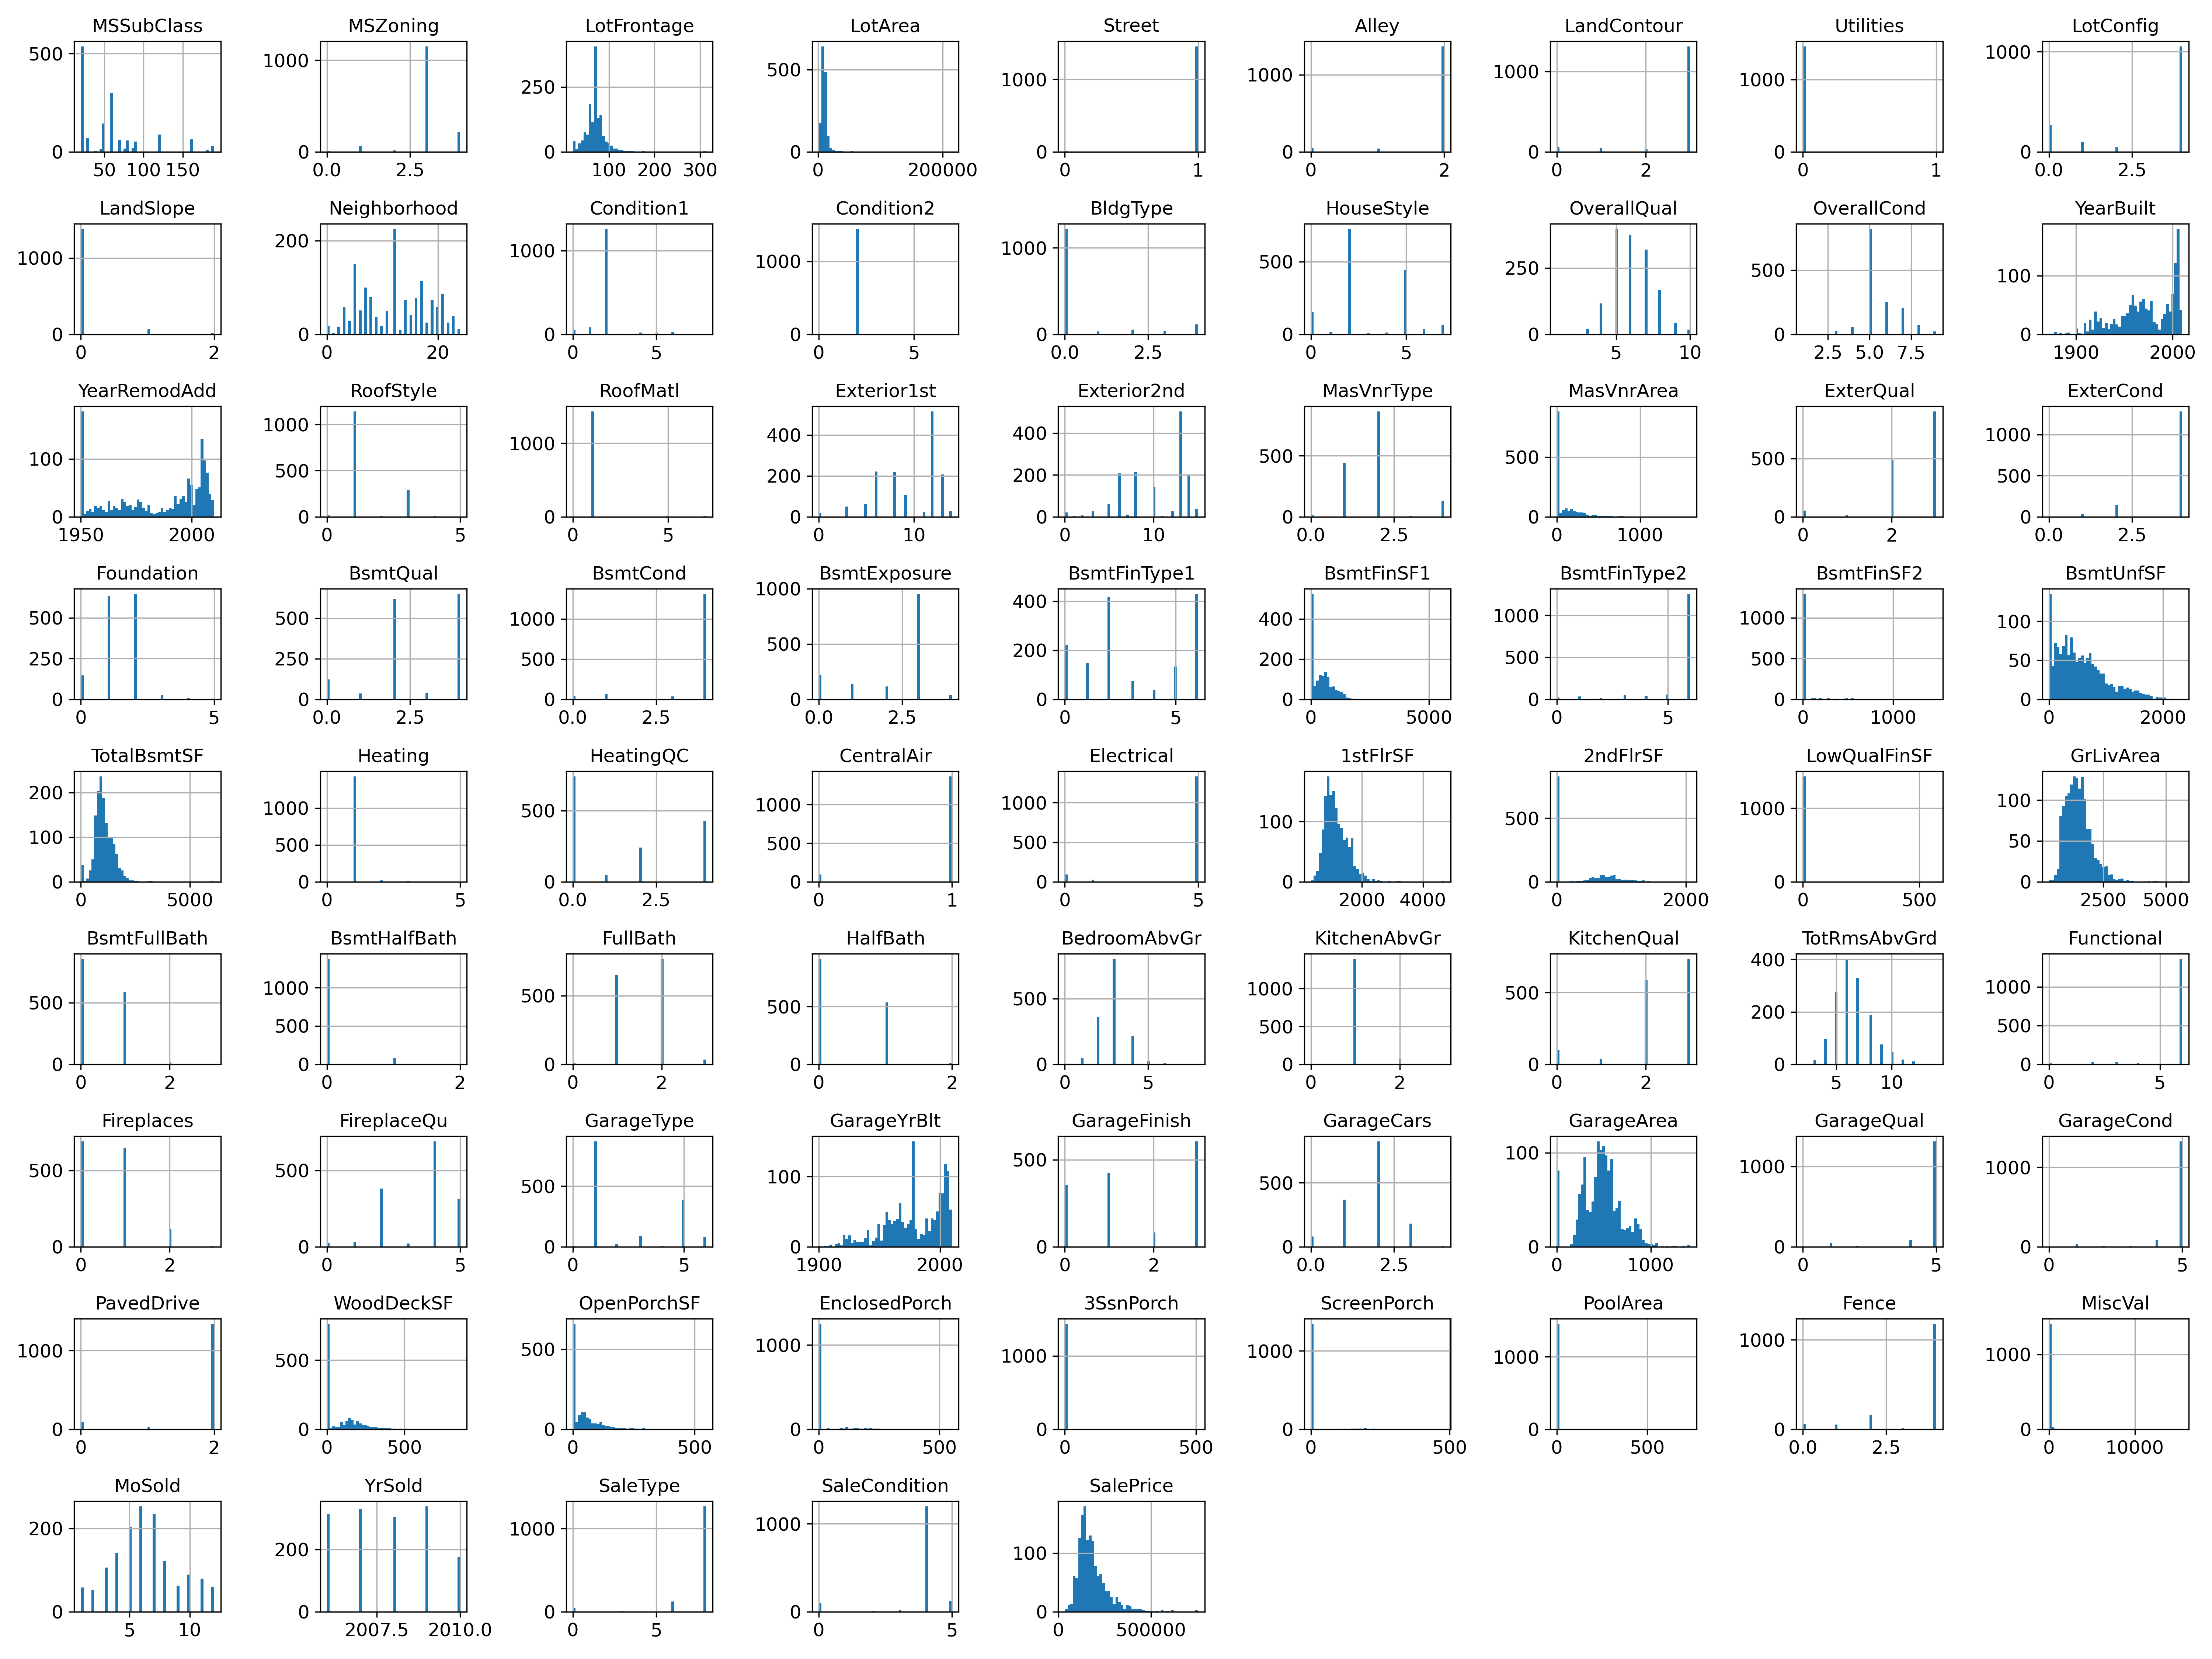 MSSubClass MSZoning LotFrontage LotArea Street Alley LandContour Utilities LotConfig
500 0 50 100 150
1000 0 0.0 2.5
250 0 100 200 300
500 0 0 200000
1000 0 0 1
1000 0 0 2
1000 0 0 2
1000 0 0 1
1000 0 0.0 2.5
LandSlope Neighborhood Condition1 Condition2 BldgType HouseStyle OverallQual OverallCond YearBuilt
1000 0 0 2
200 0 0 20
1000 0 0 5
1000 0 0 5
1000 0 0.0 2.5
500 0 0 5
250 0 5 10
500 0 2.5 5.0 7.5
100 0 1900 2000
YearRemodAdd RoofStyle RoofMatl Exterior1st Exterior2nd MasVnrType MasVnrArea ExterQual ExterCond
100 0 1950 2000
1000 500 0 0 5
1000 0 0 5
400 200 0 0 10
400 200 0 0 10
500 0 0.0 2.5
500 0 0 1000
500 0 0 2
1000 500 0 0.0 2.5
Foundation BsmtQual BsmtCond BsmtExposure BsmtFinType1 BsmtFinSF1 BsmtFinType2 BsmtFinSF2 BsmtUnfSF
500 250 0 0 5
500 250 0 0.0 2.5
1000 500 0 0.0 2.5
1000 500 0 0.0 2.5
400 200 0 0 5
400 200 0 0 5000
1000 500 0 0 5
1000 500 0 0 1000
100 50 0 0 2000
TotalBsmtSF Heating HeatingQC CentralAir Electrical 1stFlrSF 2ndFlrSF LowQualFinSF GrLivArea
200 100 0 0 5000
1000 0 0 5
500 0 0.0 2.5
1000 500 0 0 1
1000 500 0 0 5
100 0 2000 4000
500 0 0 2000
1000 0 0 500
100 50 0 2500 5000
BsmtFullBath BsmtHalfBath FullBath HalfBath BedroomAbvGr KitchenAbvGr KitchenQual TotRmsAbvGrd Functional
500 0 0 2
1000 500 0 0 2
500 0 0 2
500 0 0 2
500 0 0 5
1000 500 0 0 2
500 0 0 2
400 200 0 5 10
1000 500 0 0 5
Fireplaces FireplaceQu GarageType GarageYrBlt GarageFinish GarageCars GarageArea GarageQual GarageCond
500 0 0 2
500 0 0 5
500 0 0 5
100 0 1900 2000
500 0 0 2
500 0 0.0 2.5
100 0 0 1000
1000 0 0 5
1000 0 0 5
PavedDrive WoodDeckSF OpenPorchSF EnclosedPorch 3SsnPorch ScreenPorch PoolArea Fence MiscVal
1000 0 0 2
500 0 0 500
500 0 0 500
1000 0 0 500
1000 0 0 500
1000 0 0 500
1000 0 0 500
1000 0 0.0 2.5
1000 0 0 10000
MoSold YrSold SaleType SaleCondition SalePrice
200 0 5 10
200 0 2007.5 2010.0
1000 0 0 5
1000 0 0 5
100 0 0 500000